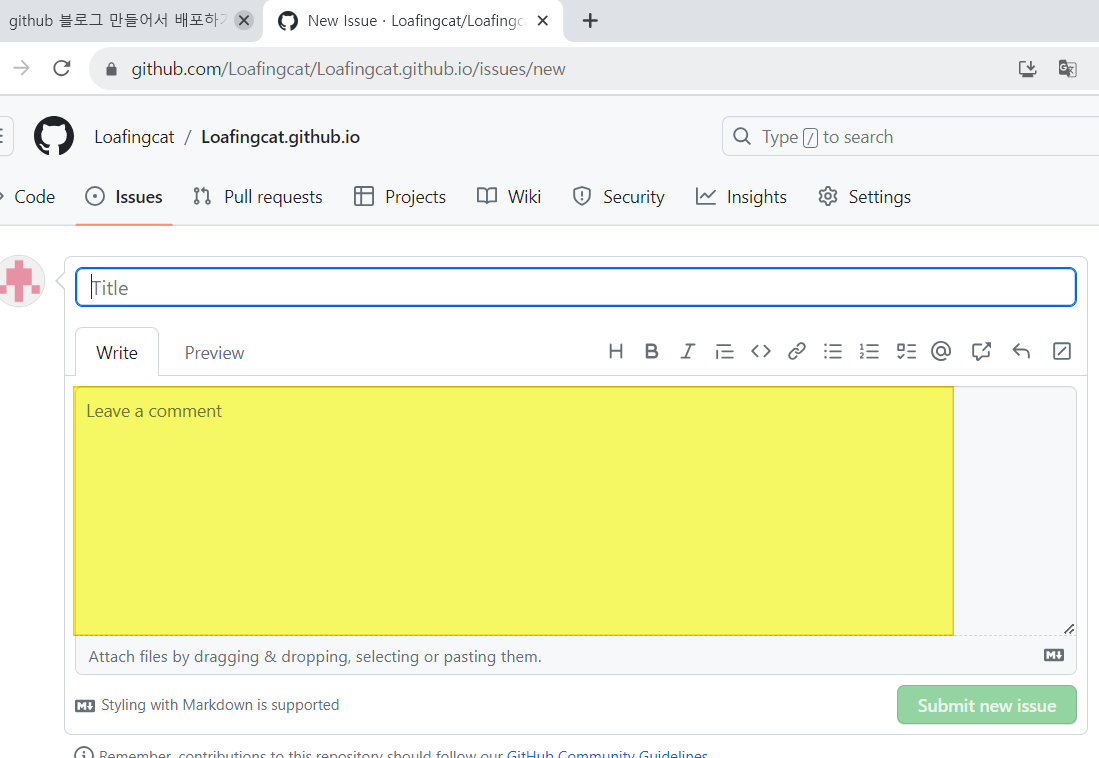 github 블로그 만들어서 배포하기
New Issue · Loafingcat/Loafingc
github.com/Loafingcat/Loafingcat.github.io/issues/new
Loafingcat / Loafingcat.github.io
Type / to search
Code Issues Pull requests Projects Wiki Security Insights Settings
Title
Write Preview
Leave a comment
Attach files by dragging & dropping, selecting or pasting them.
Styling with Markdown is supported
Submit new issue
Remember, contributions to this repository should follow our GitHub Community Guidelines.